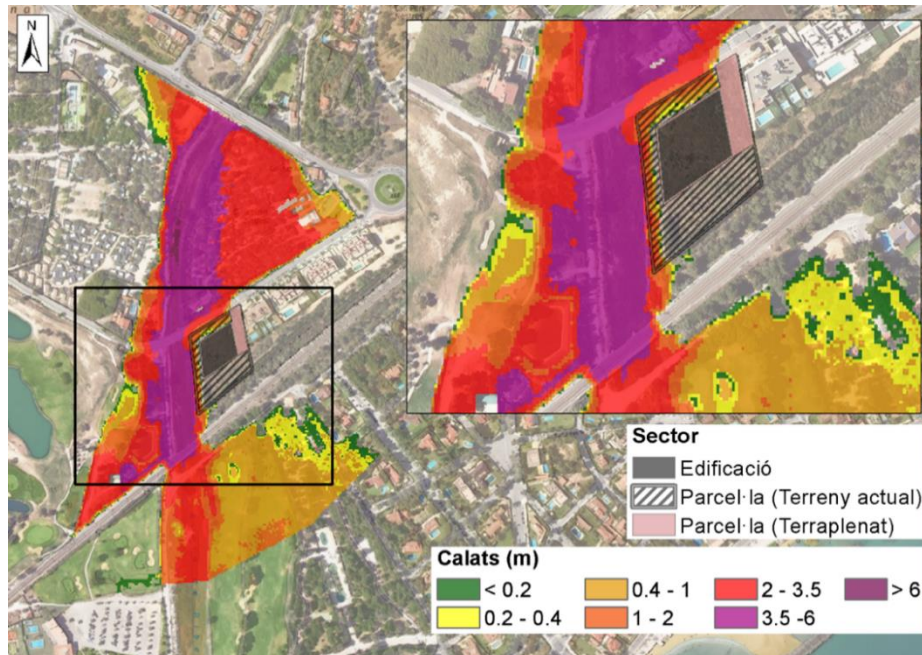 N
Sector
Edificació
Parcel·la (Terreny actual)
Parcel·la (Terraplenat)
Calats (m)
< 0.2
0.4 - 1
2 - 3.5
> 6
0.2 - 0.4
1 - 2
3.5 -6